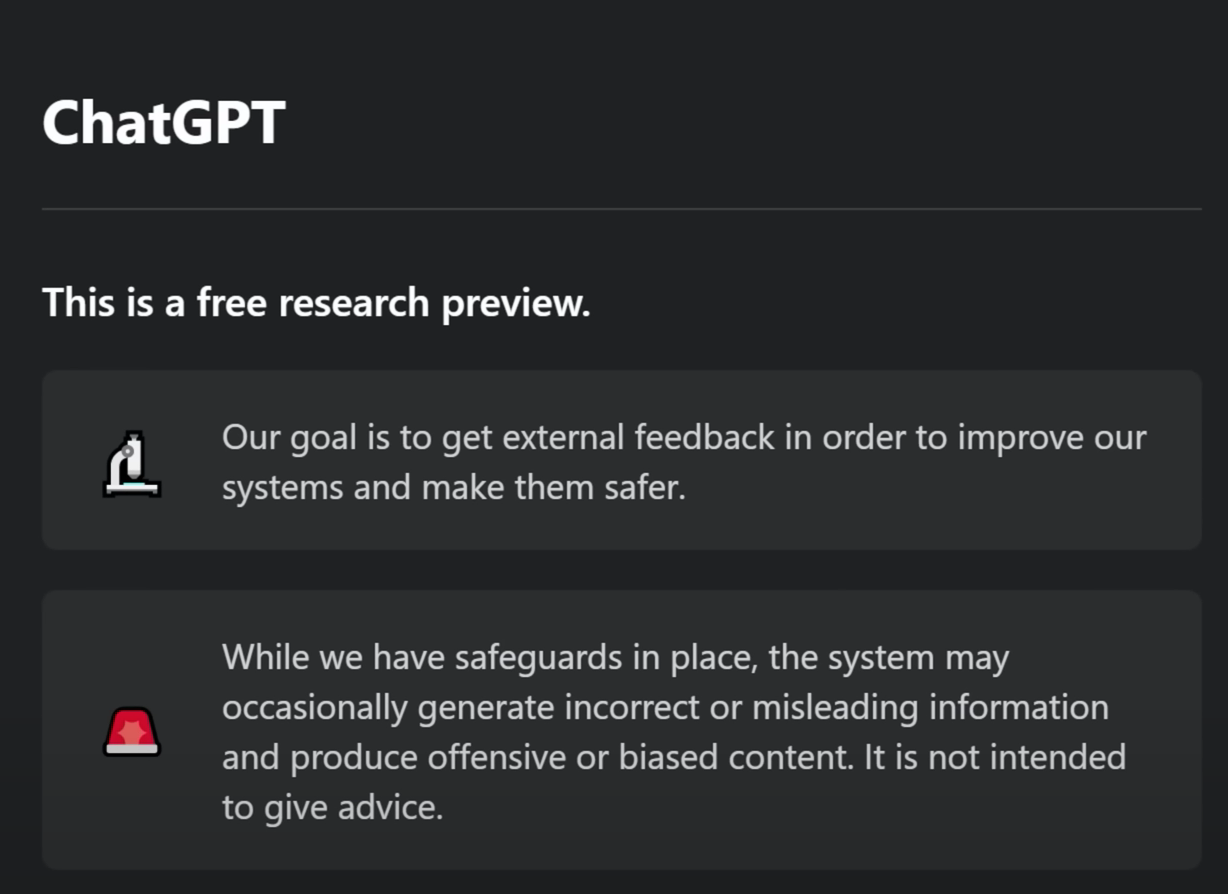 ChatGPT
This is a free research preview.
Our goal is to get external feedback in order to improve our
systems and make them safer.
While we have safeguards in place, the system may
occasionally generate incorrect or misleading information
and produce offensive or biased content. It is not intended
to give advice.